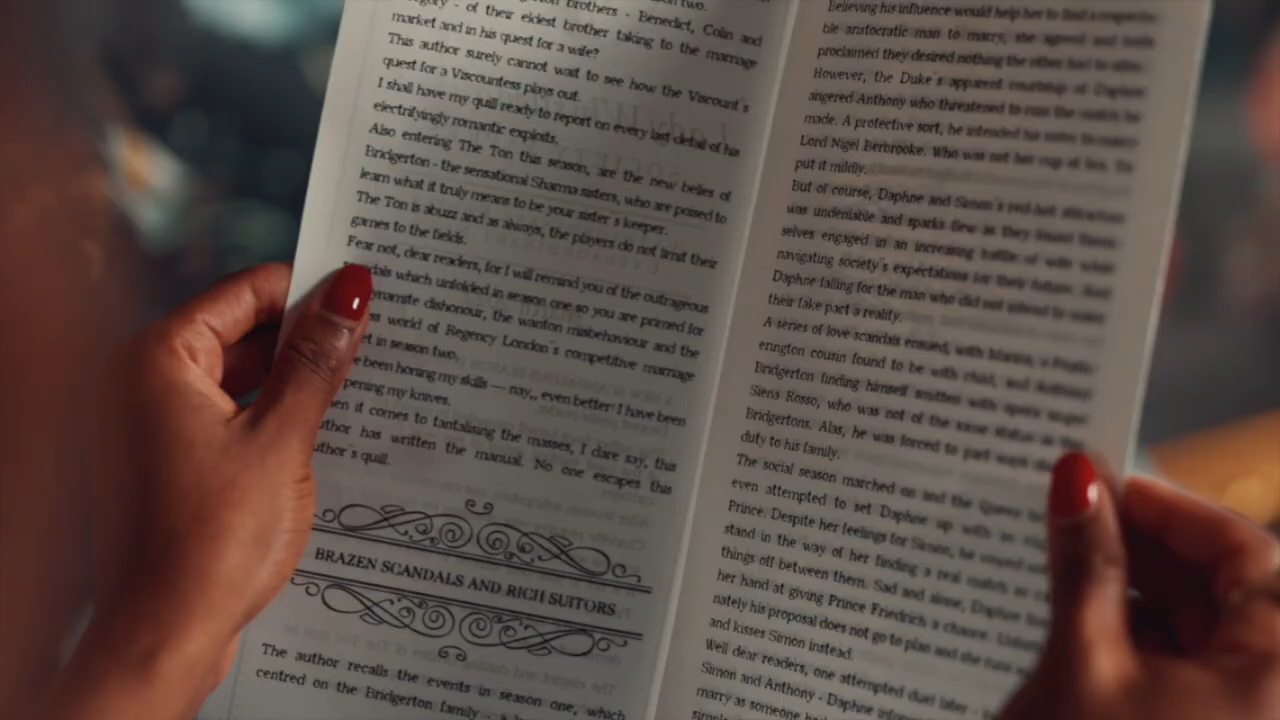 son two.
brothers - Benedict, Colin and
- of their eldest brother taking to the marriage
market and in his quest for a wife?
This author surely cannot wait to see how the Viscount's
quest for a Viscountess plays out.
I shall have my quill ready to report on every last detail of his
electrifyingly romantic exploits.
Also entering The Ton this season, are the new belles of
Bridgerton - the sensational Sharma sisters, who are poised to
learn what it truly means to be your sister's keeper.
The Ton is abuzz and as always, the players do not limit their
games to the fields.
Fear not, dear readers, for I will remind you of the outrageous
which unfolded in season one so you are primed for
dishonour, the wanton misbehaviour and the
world of Regency London's competitive marriage
in season two.
been honing my skills — nay,, even better! I have been
my knives.
it comes to tantalising the masses, I dare say, this
has written the manual. No one escapes this
quill.
BRAZEN SCANDALS AND RICH SUITORS
The author recalls the events in season one, which
centred on the Bridgerton family
Believing his influence would help her to find a
ble aristocratic man to marry, she agreed and both
proclaimed they desired nothing the other had to
However, the Duke's apparent courtship of Daphne
angered Anthony who threatened to ruin the
made. A protective sort, he intended his sister to marry
Lord Nigel Berbrooke. Who was not her cup of tea. To
put it mildly.
But of course, Daphne and Simon's red-hot attraction
was undeniable and sparks flew as they found them-
selves engaged in an increasing battle of wits while
navigating society's expectations for their future. And
Daphne falling for the man who did not intend to make
their fake pact a reality.
A series of love scandals ensued, with Marina, a Feath-
erington cousin found to be with child, and Anthony
Bridgerton finding himself smitten with opera singer
Siena Rosso, who was not of the same status as the
Bridgertons. Alas, he was forced to part ways
duty to his family.
The social season marched on and the Queen
even attempted to set Daphne up with
Prince. Despite her feelings for Simon, he
stand in the way of her finding a real match
things off between them. Sad and alone, Daphne
her hand at giving Prince Friedrich a chance.
nately his proposal does not go to plan and she
and kisses Simon instead.
Well dear readers, one attempted duel later
Simon and Anthony - Daphne
marry as someone